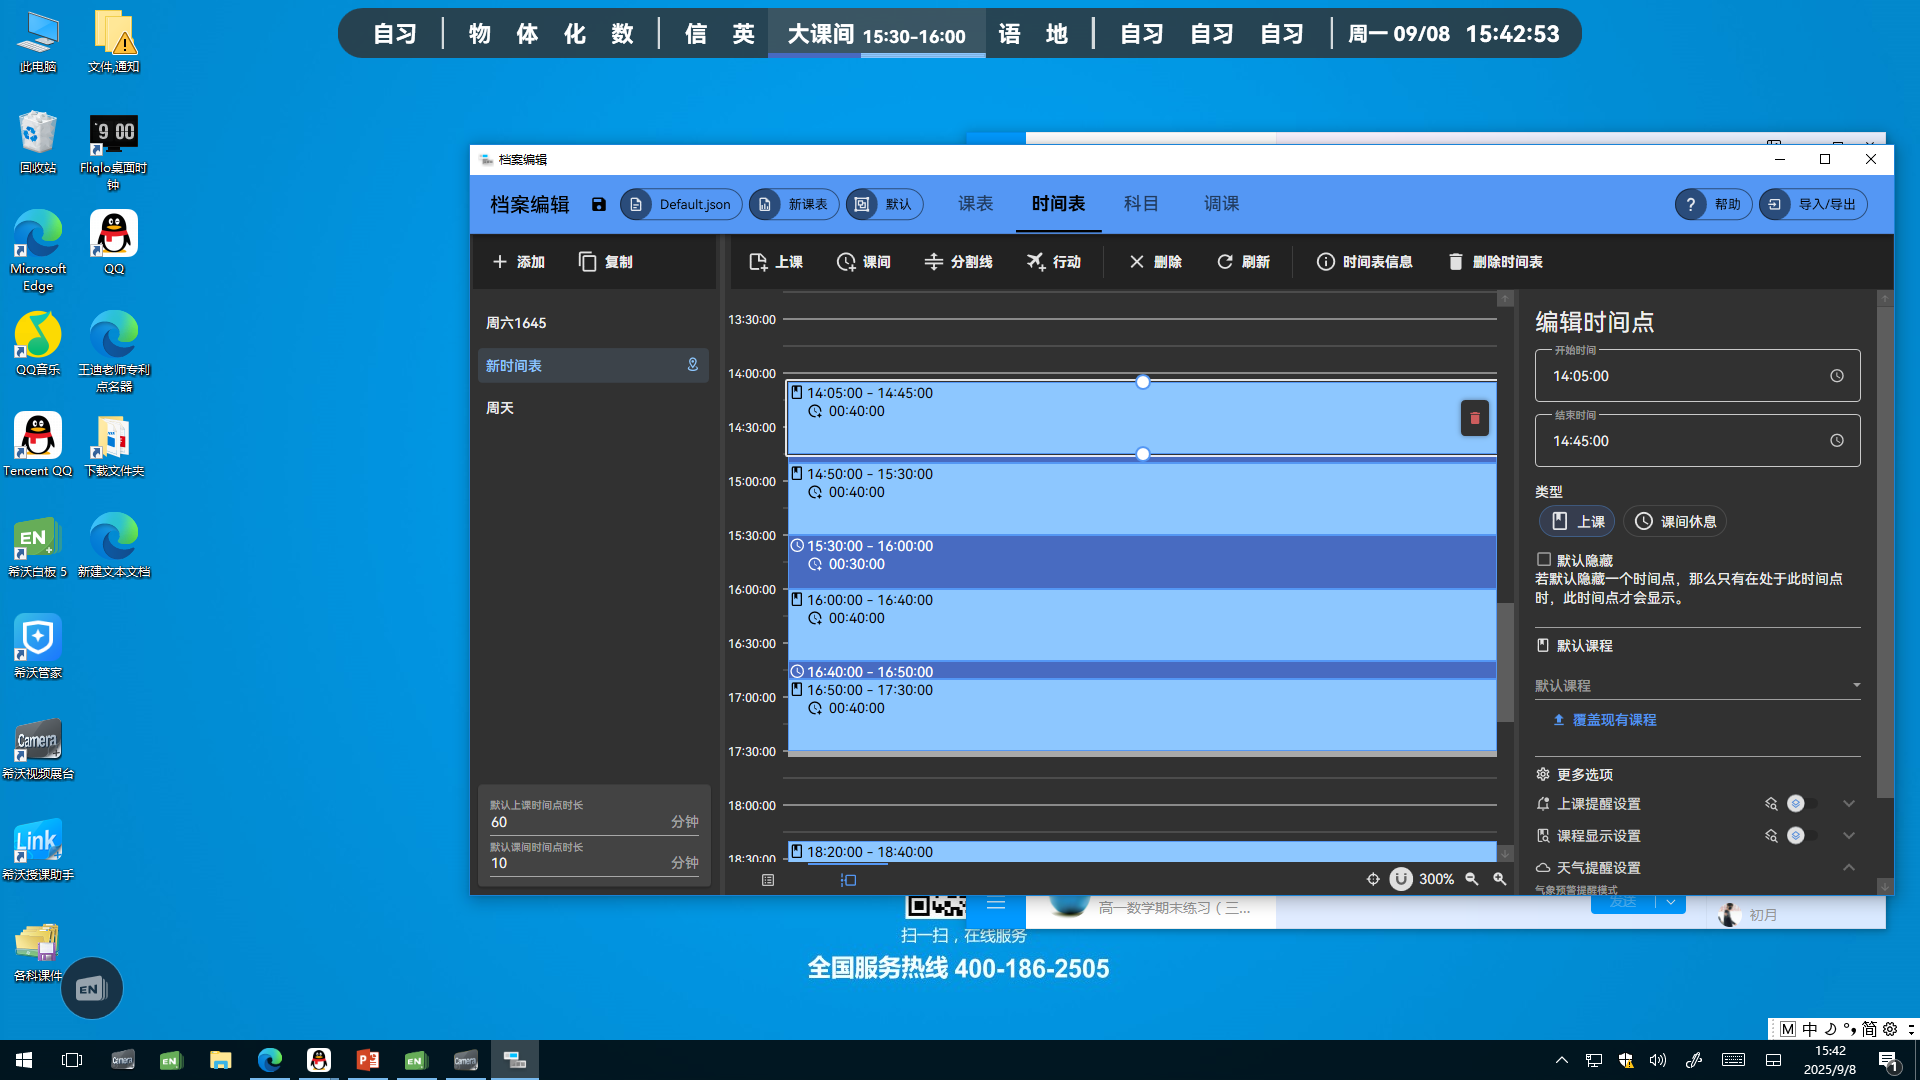 自习 物 体 化 数 信 英 大课间 15:30-16:00 语 地 自习 自习 自习 周一 09/08 15:42:53
此电脑
文件,通知
回收站
9 00
Fliqlo桌面时钟
Microsoft Edge
QQ
QQ音乐
王迪老师专利点名器
Tencent QQ
下载文件夹
EN
希沃白板 5
新建文本文档
希沃管家
Camera
希沃视频展台
Link
希沃授课助手
各科课件
EN
档案编辑
档案编辑 Default.json 新课表 默认 课表 时间表 科目 调课 ? 帮助 导入/导出
添加 复制 上课 课间 分割线 行动 删除 刷新 时间表信息 删除时间表
周六1645
新时间表
周天
默认上课时间点时长
60 分钟
默认课间时间点时长
10 分钟
13:30:00
14:00:00
14:05:00 - 14:45:00
00:40:00
14:30:00
14:50:00 - 15:30:00
15:00:00
00:40:00
15:30:00
15:30:00 - 16:00:00
00:30:00
16:00:00
16:00:00 - 16:40:00
00:40:00
16:30:00
16:40:00 - 16:50:00
16:50:00 - 17:30:00
17:00:00
00:40:00
17:30:00
18:00:00
18:20:00 - 18:40:00
18:30:00
300%
编辑时间点
开始时间
14:05:00
结束时间
14:45:00
类型
上课 课间休息
默认隐藏
若默认隐藏一个时间点，那么只有在处于此时间点
时，此时间点才会显示。
默认课程
默认课程
覆盖现有课程
更多选项
上课提醒设置
课程显示设置
天气提醒设置
气象预警提醒模式
高一数学期末练习（三...
发送
初月
扫一扫，在线服务
全国服务热线 400-186-2505
M 中 简
Camera EN EN Camera
15:42
2025/9/8
1